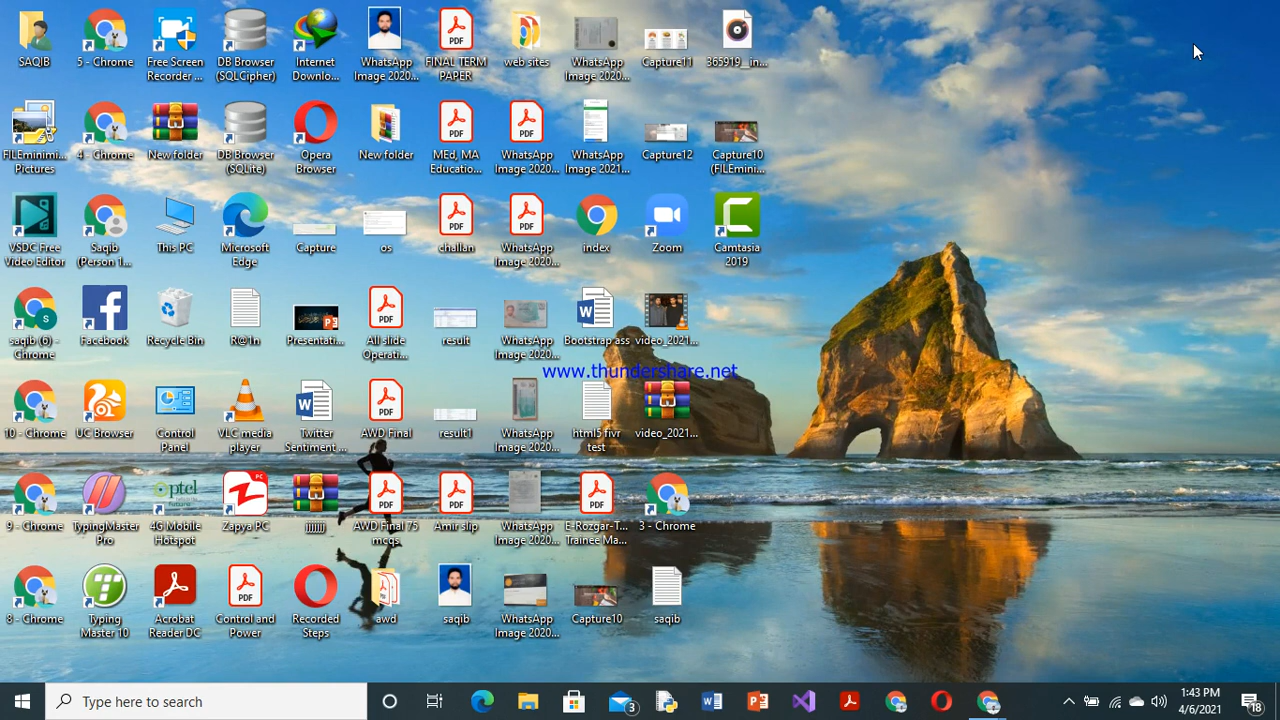 SAQIB
5 - Chrome
Free Screen
Recorder ...
DB Browser
(SQLCipher)
Internet
Downlo...
WhatsApp
Image 2020...
FINAL TERM
PAPER
web sites
WhatsApp
Image 2020...
Capture11
365919__in...
FILEminimi...
Pictures
4 - Chrome
New folder
DB Browser
(SQLite)
Opera
Browser
New folder
MEd, MA
Educatio...
WhatsApp
Image 2020...
WhatsApp
Image 2021...
Capture12
Capture10
(FILEmini...
VSDC Free
Video Editor
Saqib
(Person 1...
This PC
Microsoft
Edge
Capture
os
challan
WhatsApp
Image 2020...
index
Zoom
Camtasia
2019
saqib (6) -
Chrome
Facebook
Recycle Bin
R@1n
Presentati...
All slide
Operati...
result
WhatsApp
Image 2020...
Bootstrap ass
video_2021...
www.thundershare.net
10 - Chrome
UC Browser
Control
Panel
VLC media
player
Twitter
Sentiment ...
AWD Final
result1
WhatsApp
Image 2020...
html5 fivr
test
video_2021...
9 - Chrome
TypingMaster
Pro
4G Mobile
Hotspot
Zapya PC
jjjjjjj
AWD Final 75
mcqs
Amir slip
WhatsApp
Image 2020...
E-Rozgar-T...
Trainee Ma...
3 - Chrome
8 - Chrome
Typing
Master 10
Acrobat
Reader DC
Control and
Power
Recorded
Steps
awd
saqib
WhatsApp
Image 2020...
Capture10
saqib
Type here to search
3
1:43 PM
4/6/2021
18